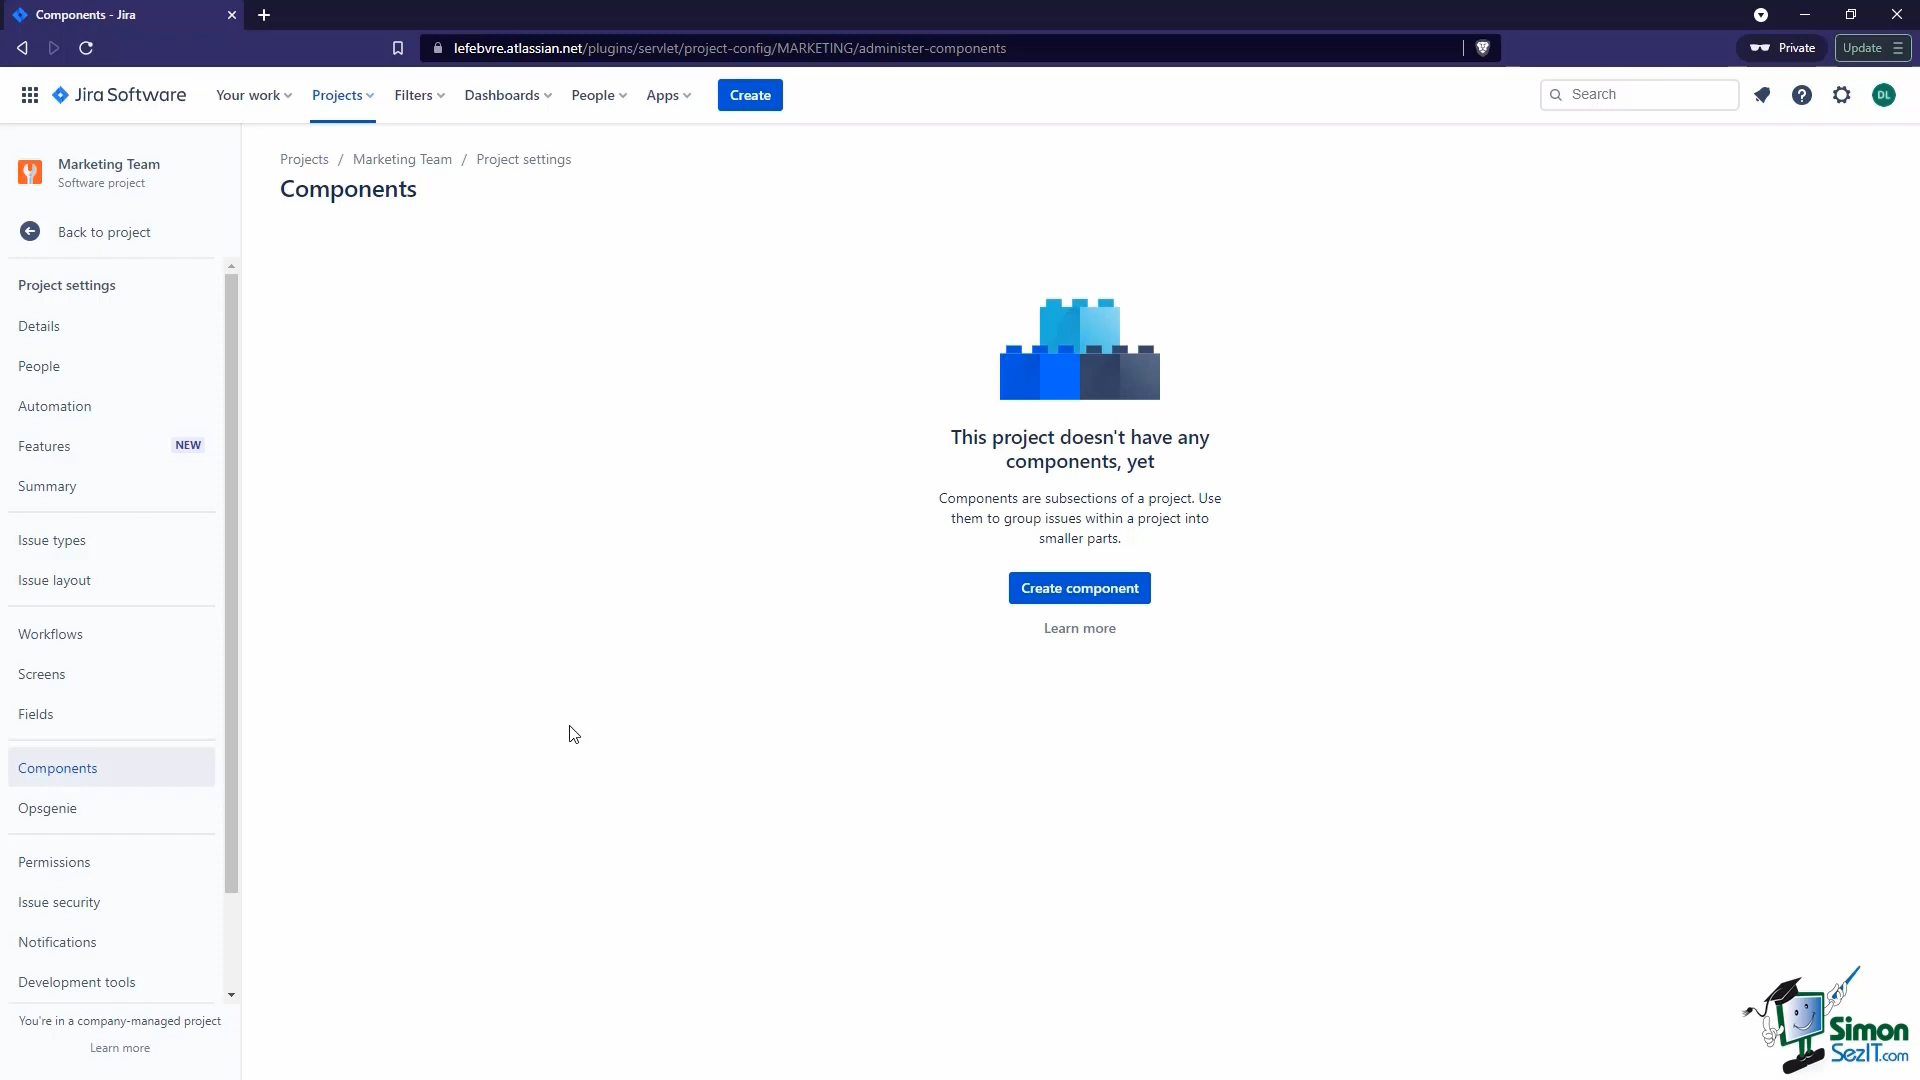 Components - Jira
lefebvre.atlassian.net/plugins/servlet/project-config/MARKETING/administer-components
Private
Update
Jira Software
Your work
Projects
Filters
Dashboards
People
Apps
Create
Search
DL
Marketing Team
Software project
Back to project
Project settings
Details
People
Automation
Features NEW
Summary
Issue types
Issue layout
Workflows
Screens
Fields
Components
Opsgenie
Permissions
Issue security
Notifications
Development tools
You're in a company-managed project
Learn more
Projects / Marketing Team / Project settings
Components
This project doesn't have any
components, yet
Components are subsections of a project. Use
them to group issues within a project into
smaller parts.
Create component
Learn more
Simon
SezIT.com